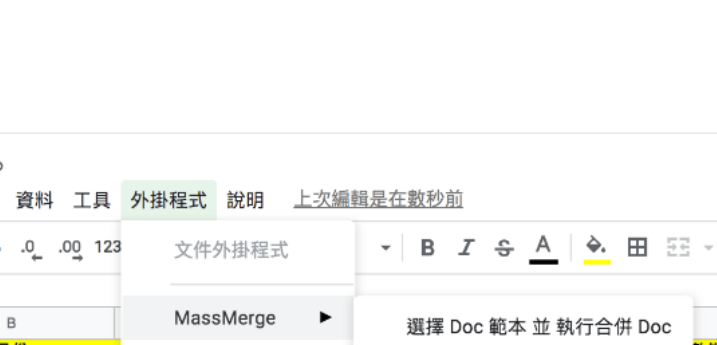 資料 工具 外掛程式 說明 上次編輯是在數秒前
.0 .00 123 B I S A
文件外掛程式
MassMerge
選擇 Doc 範本 並 執行合併 Doc
B